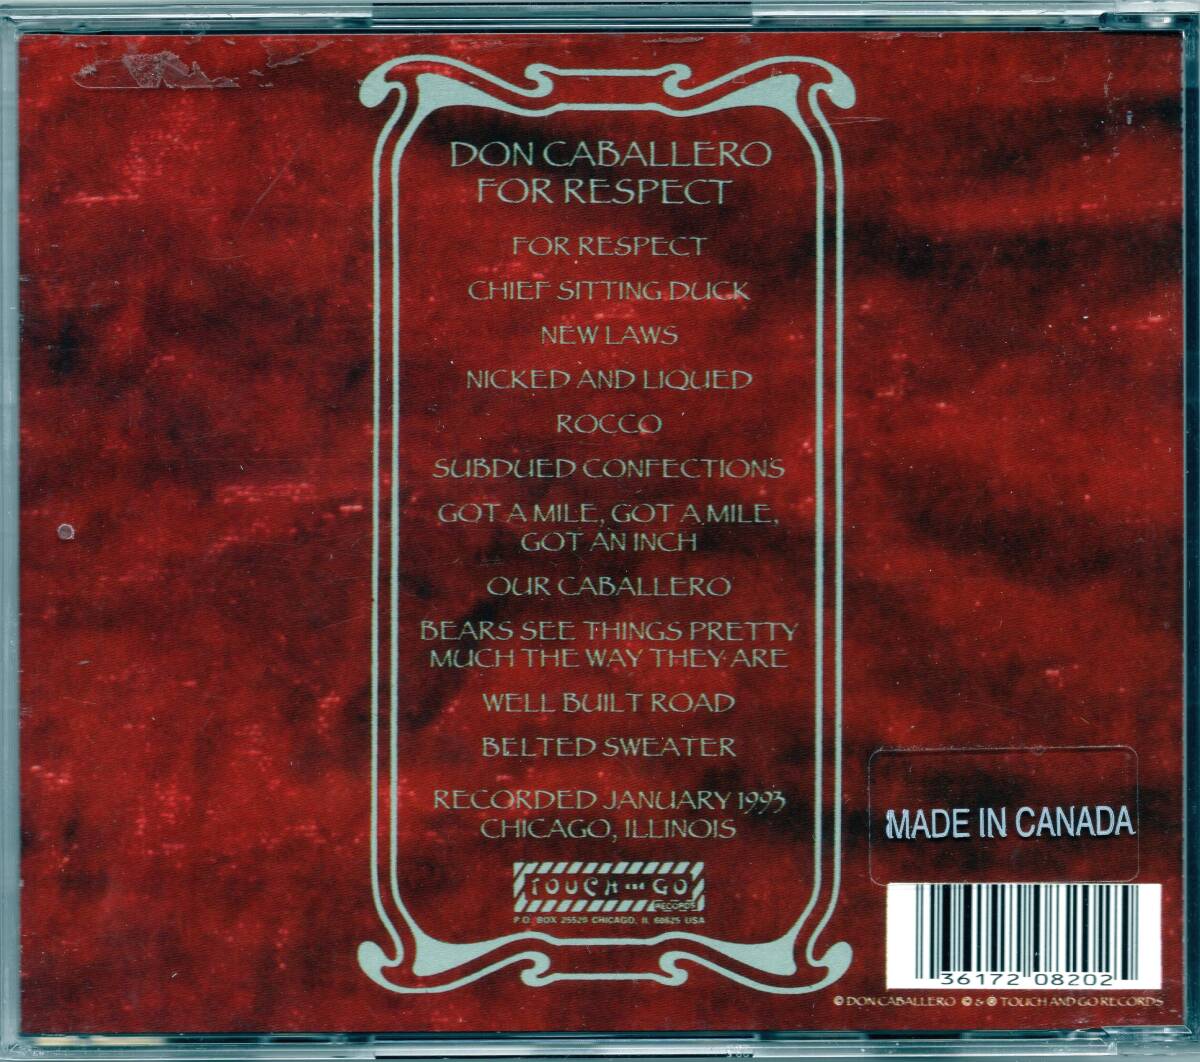 DON CABALLERO
FOR RESPECT
FOR RESPECT
CHIEF SITTING DUCK
NEW LAWS
NICKED AND LIQUED
ROCCO
SUBDUED CONFECTIONS
GOT A MILE, GOT A MILE,
GOT AN INCH
OUR CABALLERO
BEARS SEE THINGS PRETTY
MUCH THE WAY THEY ARE
WELL BUILT ROAD
BELTED SWEATER
RECORDED JANUARY 1993
CHICAGO, ILLINOIS
TOUCH AND GO
RECORDS
P.O. BOX 25520 CHICAGO, IL 60625 USA
MADE IN CANADA
36172 08202
© DON CABALLERO © & ℗ TOUCH AND GO RECORDS